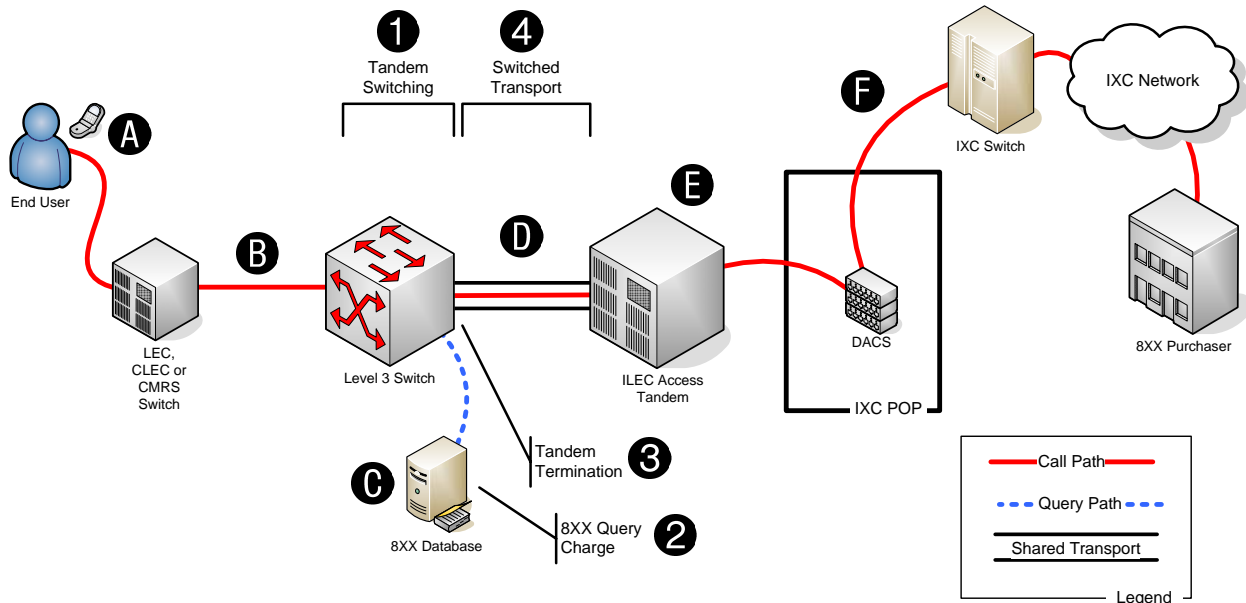 1
4
Tandem
Switching
Switched
Transport
A
End User
B
LEC,
CLEC or
CMRS
Switch
Level 3 Switch
D
E
ILEC Access
Tandem
F
IXC Switch
IXC Network
DACS
IXC POP
8XX Purchaser
C
8XX Database
Tandem
Termination
3
8XX Query
Charge
2
Call Path
Query Path
Shared Transport
Legend